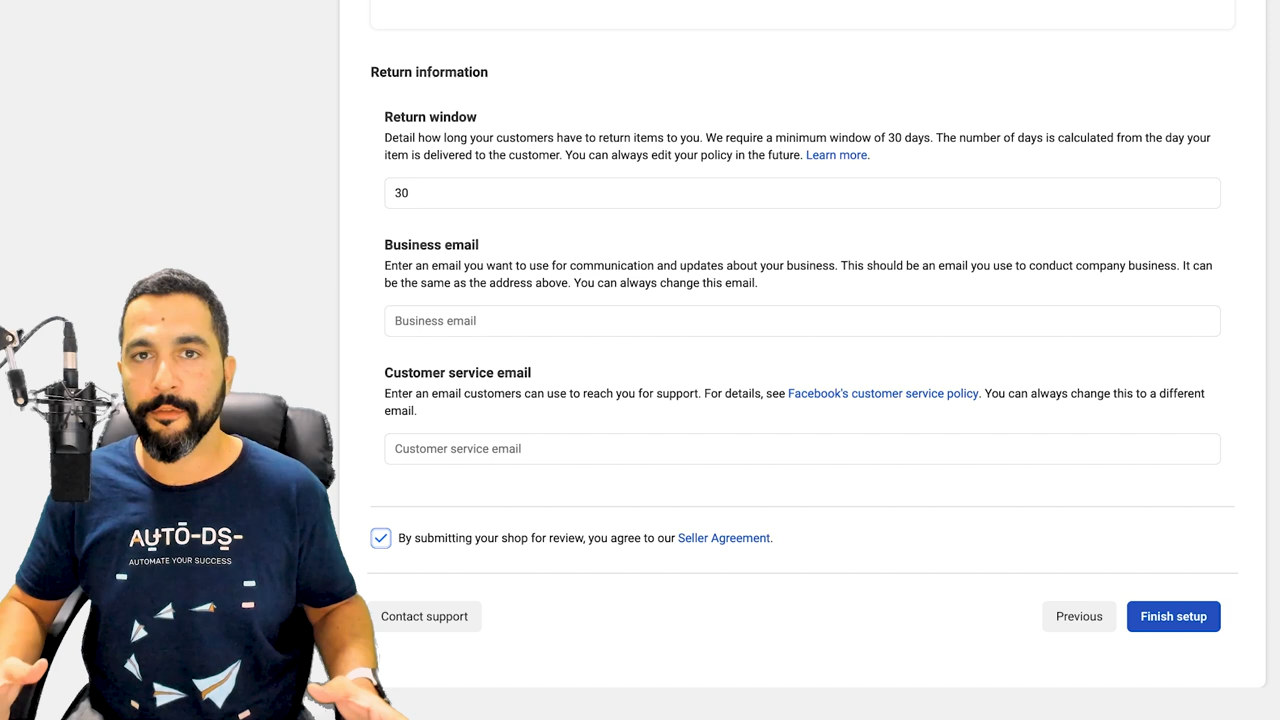 Return information
Return window
Detail how long your customers have to return items to you. We require a minimum window of 30 days. The number of days is calculated from the day your
item is delivered to the customer. You can always edit your policy in the future. Learn more.
30
Business email
Enter an email you want to use for communication and updates about your business. This should be an email you use to conduct company business. It can
be the same as the address above. You can always change this email.
Business email
Customer service email
Enter an email customers can use to reach you for support. For details, see Facebook's customer service policy. You can always change this to a different
email.
Customer service email
By submitting your shop for review, you agree to our Seller Agreement.
Contact support
Previous
Finish setup
AUTO-DS-
AUTOMATE YOUR SUCCESS